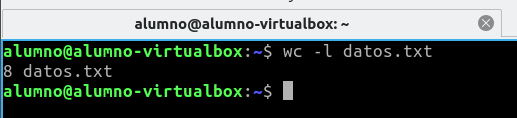 alumno@alumno-virtualbox: ~
alumno@alumno-virtualbox:~$ wc -l datos.txt
8 datos.txt
alumno@alumno-virtualbox:~$